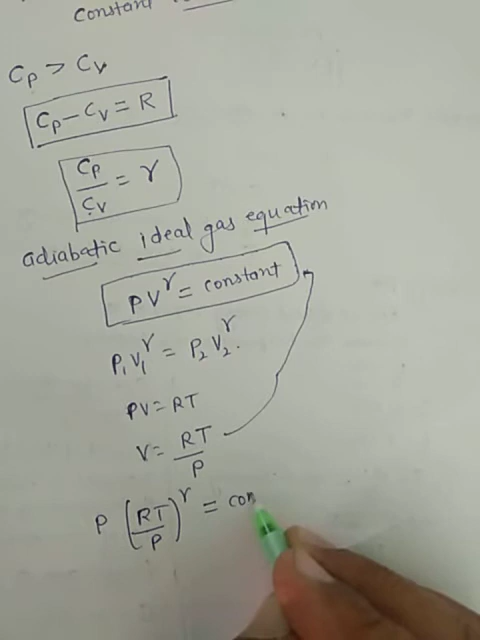 constant
Cp > Cv
Cp - Cv = R
Cp/Cv = γ
adiabatic ideal gas equation
PV^γ = constant
P₁V₁^γ = P₂V₂^γ.
PV = RT
V = RT/P
P (RT/P)^γ = con